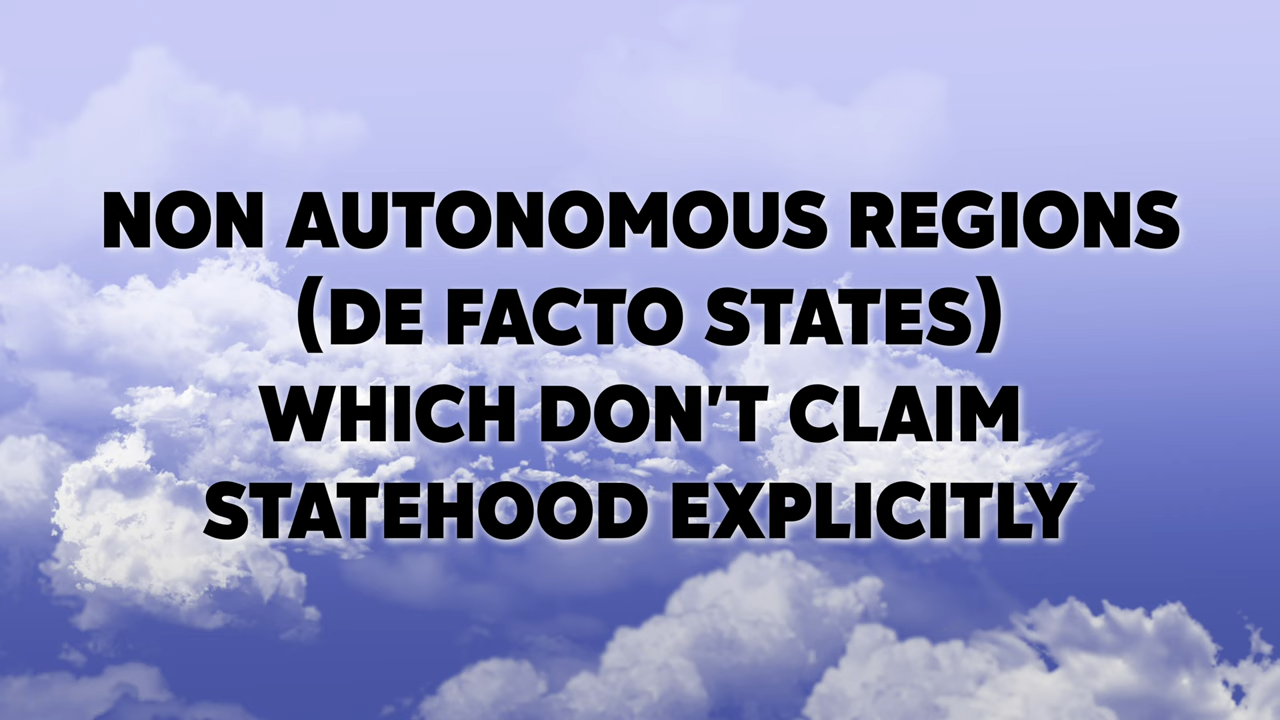 NON AUTONOMOUS REGIONS
(DE FACTO STATES)
WHICH DON'T CLAIM
STATEHOOD EXPLICITLY